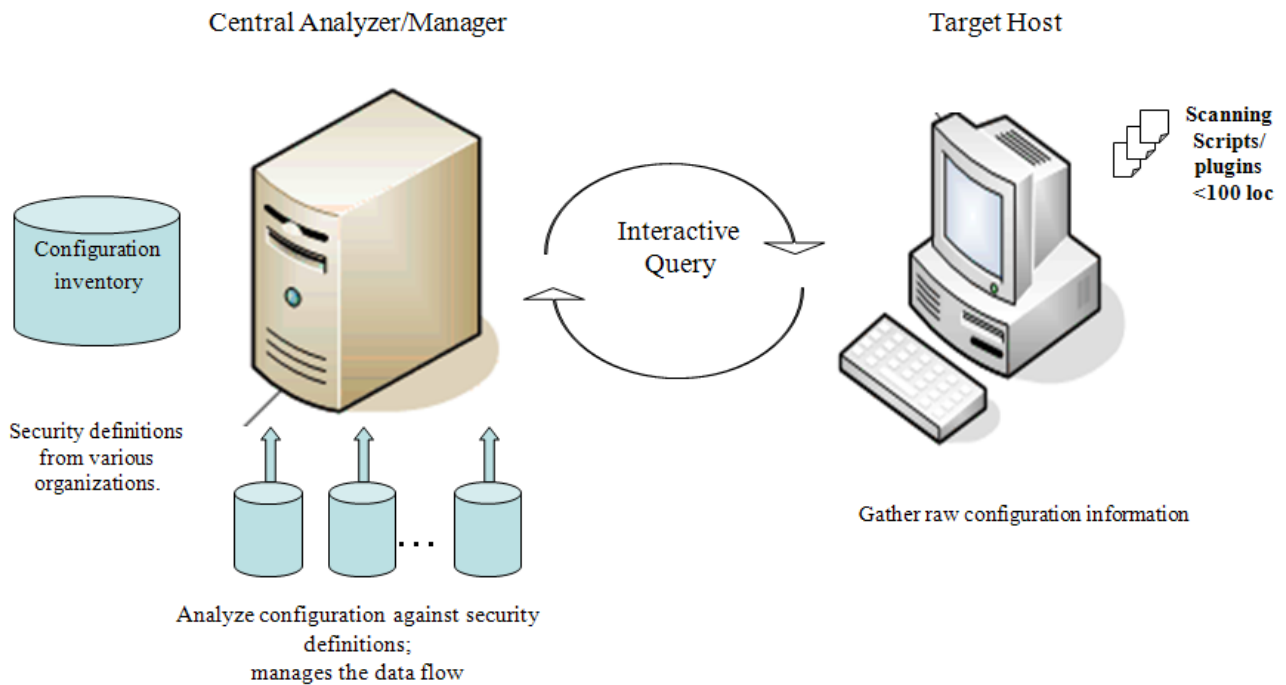 Central Analyzer/Manager
Target Host
Scanning
Scripts/
plugins
<100 loc
Interactive
Query
Configuration
inventory
Security definitions
from various
organizations.
...
Gather raw configuration information
Analyze configuration against security
definitions;
manages the data flow